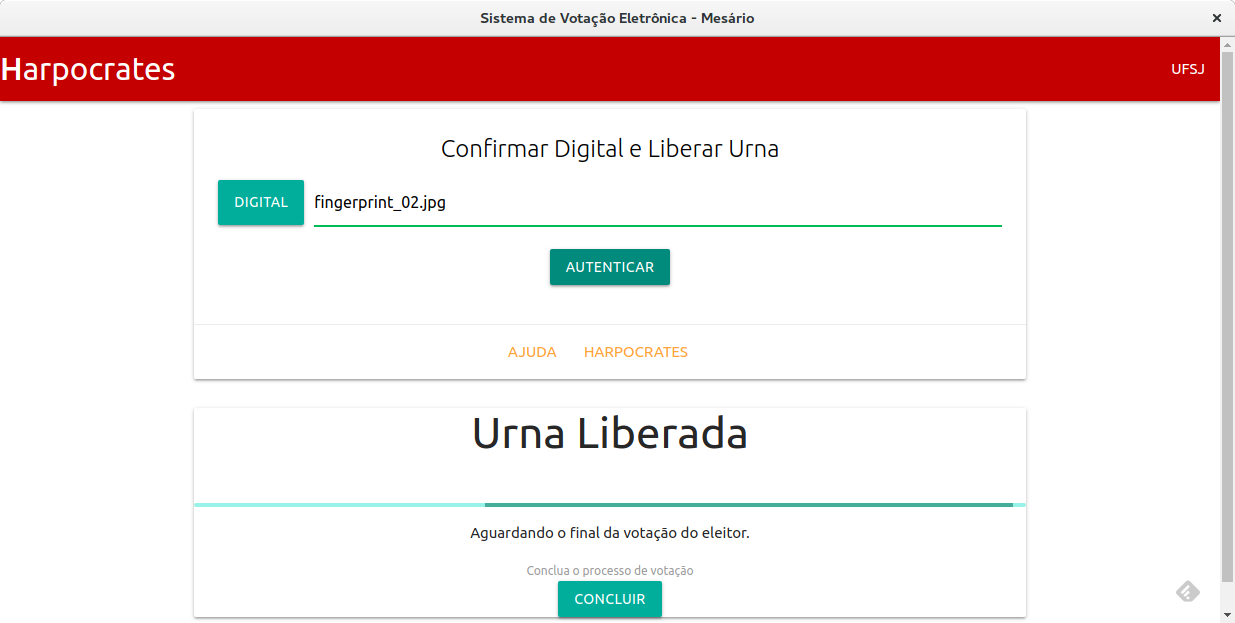 Sistema de Votação Eletrônica - Mesário
Harpocrates
UFSJ
Confirmar Digital e Liberar Urna
DIGITAL fingerprint_02.jpg
AUTENTICAR
AJUDA HARPOCRATES
Urna Liberada
Aguardando o final da votação do eleitor.
Conclua o processo de votação
CONCLUIR